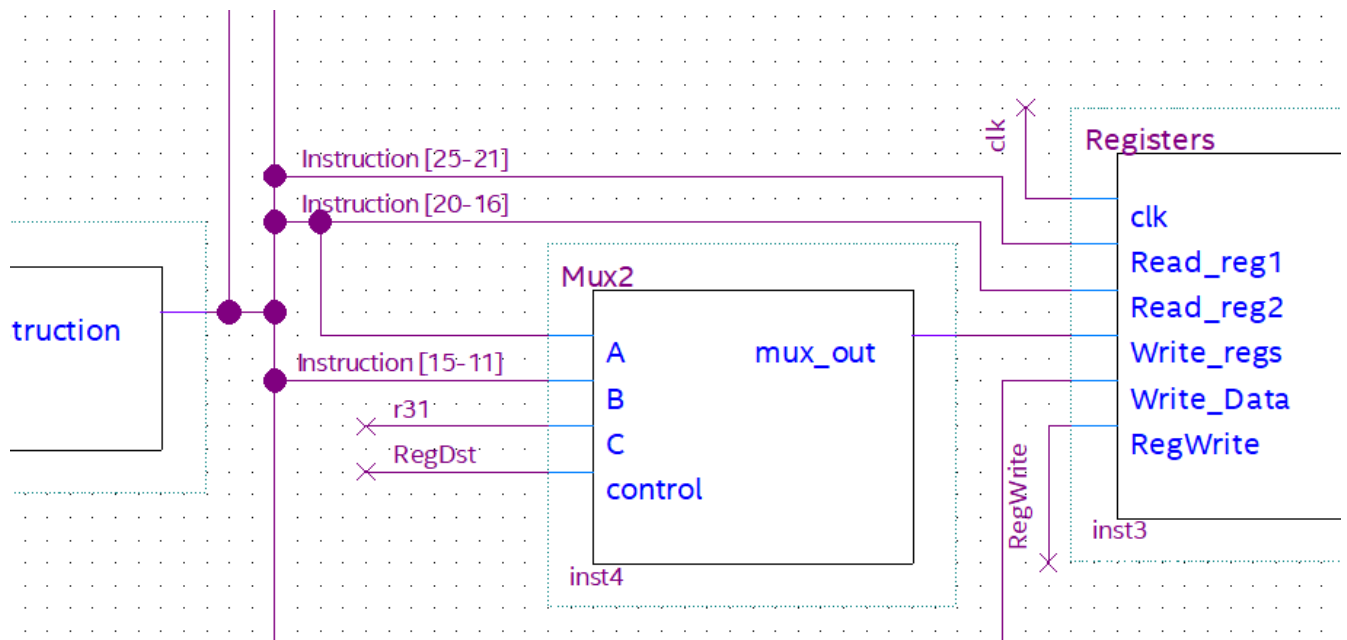 clk
Registers
Instruction [25-21]
Instruction [20-16]
clk
Read_reg1
Mux2
Read_reg2
truction
A
mux_out
Write_regs
Instruction [15-11]
B
Write_Data
r31
C
RegWrite
RegDst
control
RegWrite
inst3
inst4